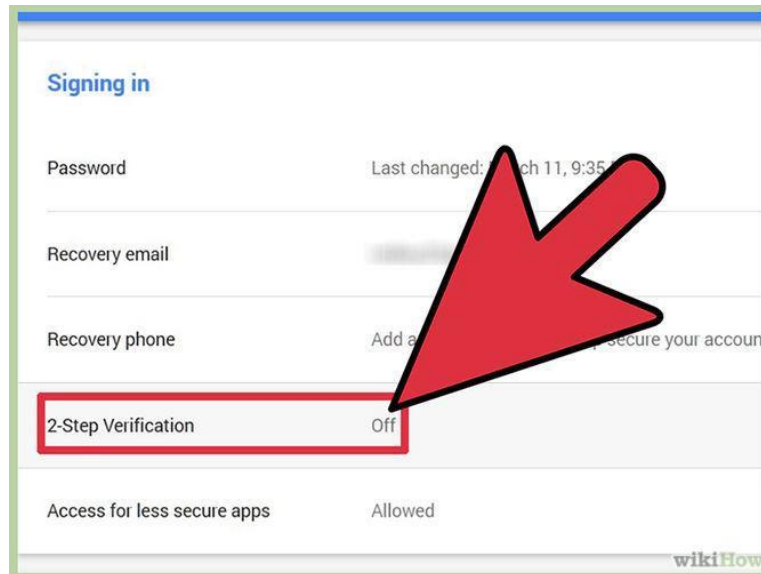 Signing in
Password Last changed: ch 11, 9:35
Recovery email
Recovery phone Add a secure your accoun
2-Step Verification Off
Access for less secure apps Allowed
wikiHow